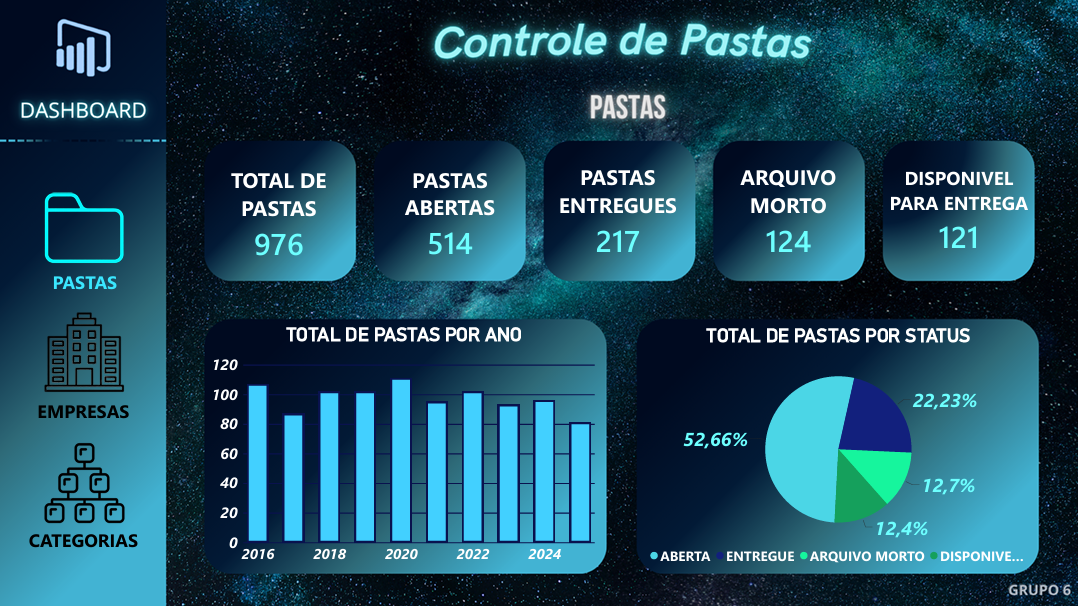 Controle de Pastas
DASHBOARD
PASTAS
TOTAL DE
PASTAS
976
PASTAS
ABERTAS
514
PASTAS
ENTREGUES
217
ARQUIVO
MORTO
124
DISPONIVEL
PARA ENTREGA
121
PASTAS
EMPRESAS
CATEGORIAS
TOTAL DE PASTAS POR ANO
120
100
80
60
40
20
0
2016 2018 2020 2022 2024
TOTAL DE PASTAS POR STATUS
22,23%
52,66%
12,7%
12,4%
ABERTA ENTREGUE ARQUIVO MORTO DISPONIVE...
GRUPO 6